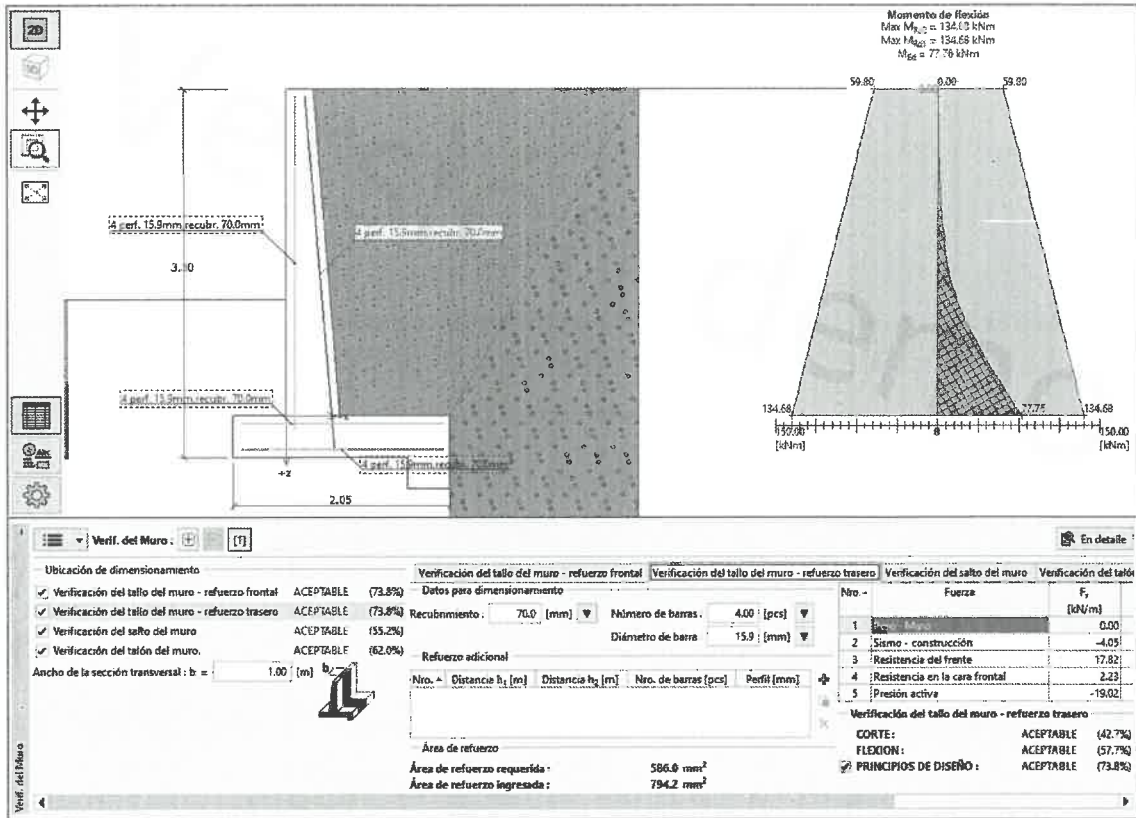 2D
Momento de flexión
Max M = 134.68 kNm
= 77.76 kNm
59.80
0.00
59.80
4 perf. 15.9mm,recubr. 70.0mm
4 perf. 15.9mm,recubr. 70.0mm
4 perf. 15.9mm,recubr. 70.0mm
134.68
77.76
134.68
150.00
0
150.00
[kNm]
[kNm]
+z
4 perf. 15.9mm,recubr.
2.05
Verif. del Muro :
[1]
En detalle
Ubicación de dimensionamiento
Verificación del tallo del muro - refuerzo frontal ACEPTABLE (73.8%)
Verificación del tallo del muro - refuerzo trasero ACEPTABLE (73.8%)
Verificación del salto del muro ACEPTABLE (55.2%)
Verificación del talón del muro. ACEPTABLE (62.0%)
Ancho de la sección transversal : b = 1.00 [m]
b
Verificación del tallo del muro - refuerzo frontal
Verificación del tallo del muro - refuerzo trasero
Verificación del salto del muro
Verificación del talón
Datos para dimensionamiento
Recubrimiento : 70.0 [mm]
Número de barras : 4.00 [pcs]
Diámetro de barra 15.9 [mm]
Refuerzo adicional
Nro. Distancia h1 [m] Distancia h2 [m] Nro. de barras [pcs] Perfil [mm]
Área de refuerzo
Área de refuerzo requerida : 586.0 mm²
Área de refuerzo ingresada : 794.2 mm²
Nro. Fuerza Fx [kN/m]
1 0.00
2 Sismo - construcción -4.05
3 Resistencia del frente 17.82
4 Resistencia en la cara frontal 2.23
5 Presión activa -19.02
Verificación del tallo del muro - refuerzo trasero
CORTE : ACEPTABLE (42.7%)
FLEXION : ACEPTABLE (57.7%)
PRINCIPIOS DE DISEÑO : ACEPTABLE (73.8%)
Verif. del Muro